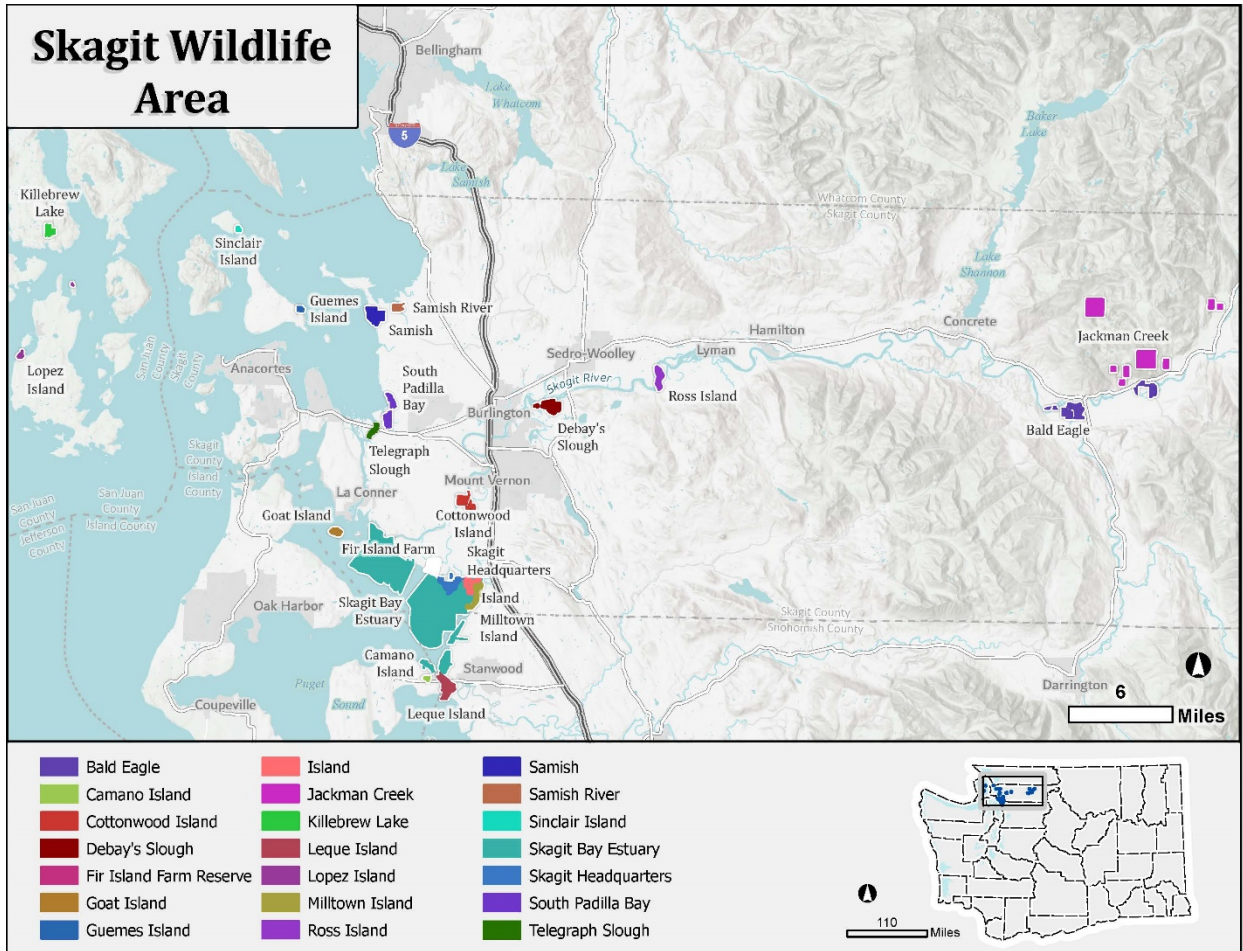 Skagit Wildlife
Area
Bellingham
Lake
Whatcom
5
Baker
Lake
Lake
Samish
Killebrew
Lake
Whatcom County
Skagit County
Sinclair
Island
Lake
Shannon
Guemes
Island
Samish River
Samish
San Juan
County
Skagit
County
Hamilton
Concrete
Lyman
Jackman Creek
Sedro-Woolley
Lopez
Island
Anacortes
South
Padilla
Bay
Skagit River
Ross Island
Burlington
Debay's
Slough
Bald Eagle
Telegraph
Slough
Skagit
County
Island
County
Mount Vernon
La Conner
San Juan
County
Jefferson
County
San Juan
County
Island County
Goat Island
Cottonwood
Island
Fir Island Farm
Skagit
Headquarters
Island
Skagit Bay
Estuary
Oak Harbor
Milltown
Island
Skagit County
Snohomish County
Camano
Island
Stanwood
Puget
Sound
Coupeville
Leque Island
Darrington
6
Miles
Bald Eagle
Camano Island
Cottonwood Island
Debay's Slough
Fir Island Farm Reserve
Goat Island
Guemes Island
Island
Jackman Creek
Killebrew Lake
Leque Island
Lopez Island
Milltown Island
Ross Island
Samish
Samish River
Sinclair Island
Skagit Bay Estuary
Skagit Headquarters
South Padilla Bay
Telegraph Slough
110
Miles